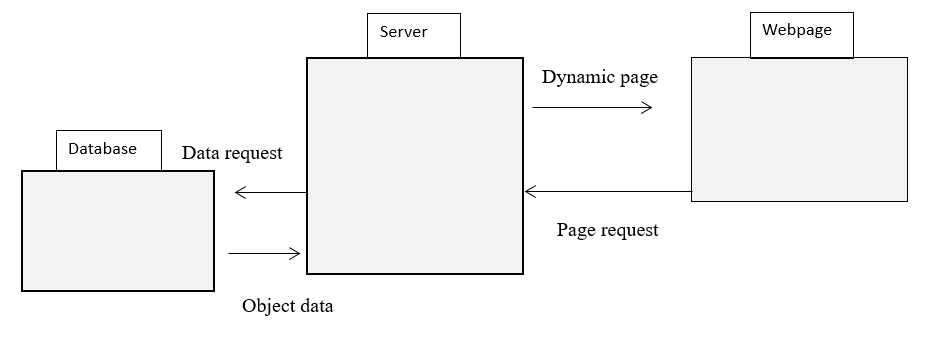 Server
Webpage
Dynamic page
Database
Data request
Page request
Object data